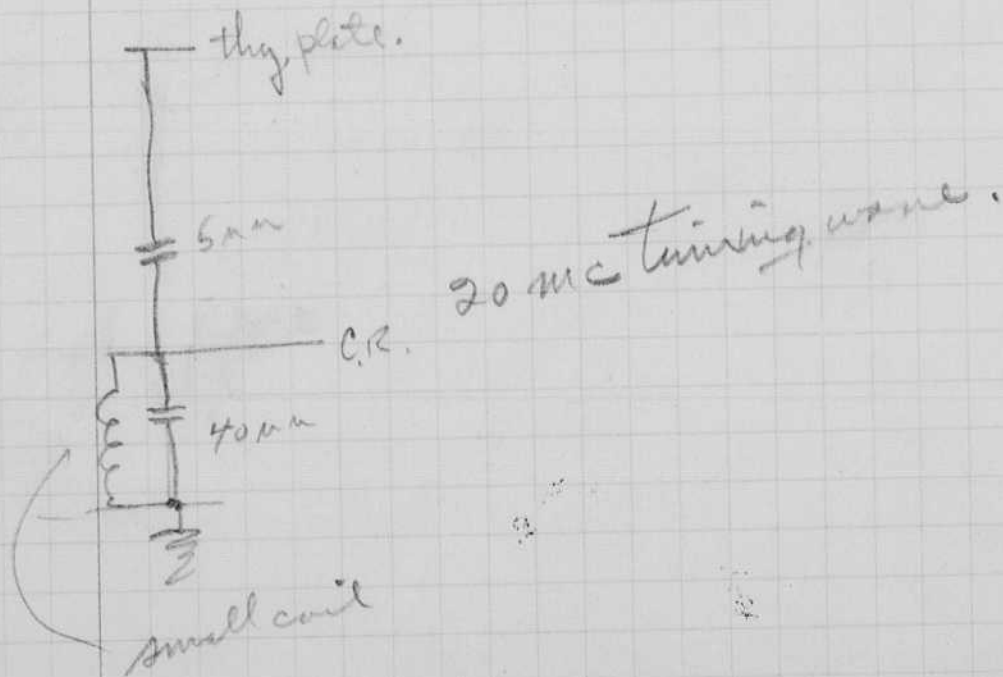 thy. plate.
5µµ
20 mc timing wave.
C.R.
40µµ
small coil